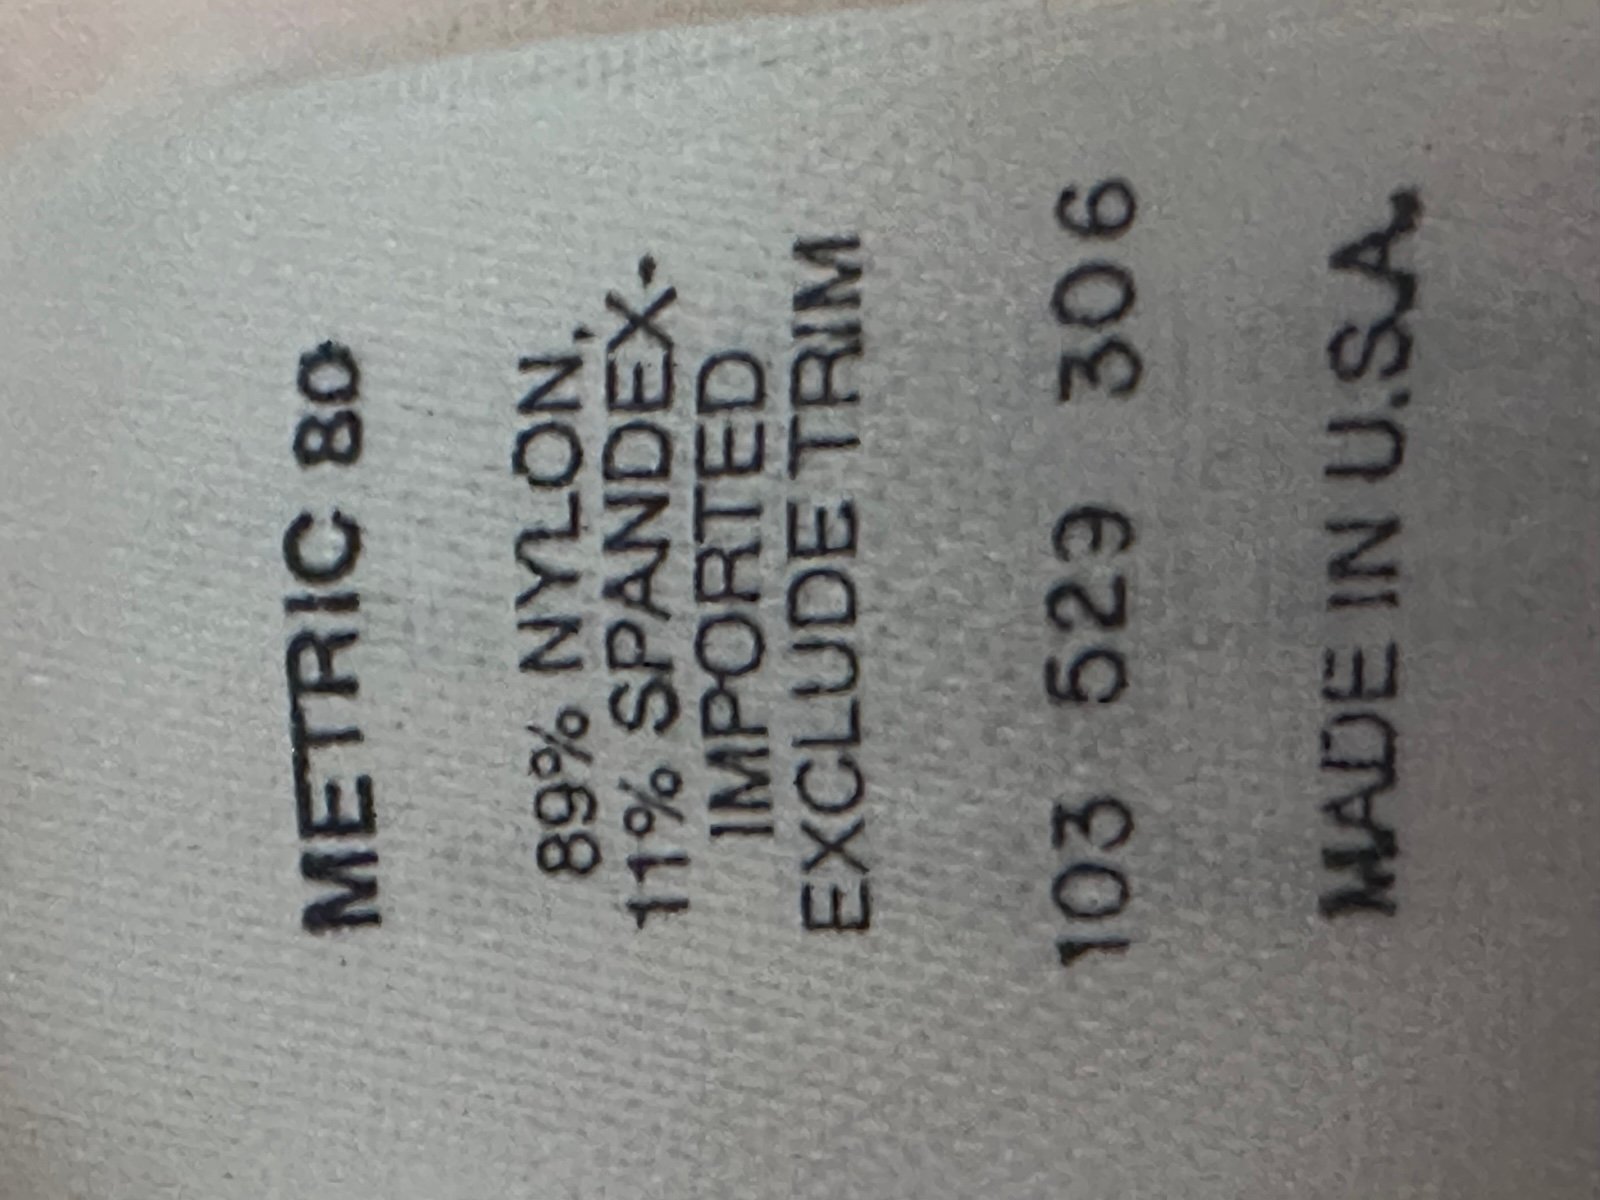 METRIC 80
89% NYLON,
11% SPANDEX-
IMPORTED
EXCLUDE TRIM
103 529 306
MADE IN U.S.A.